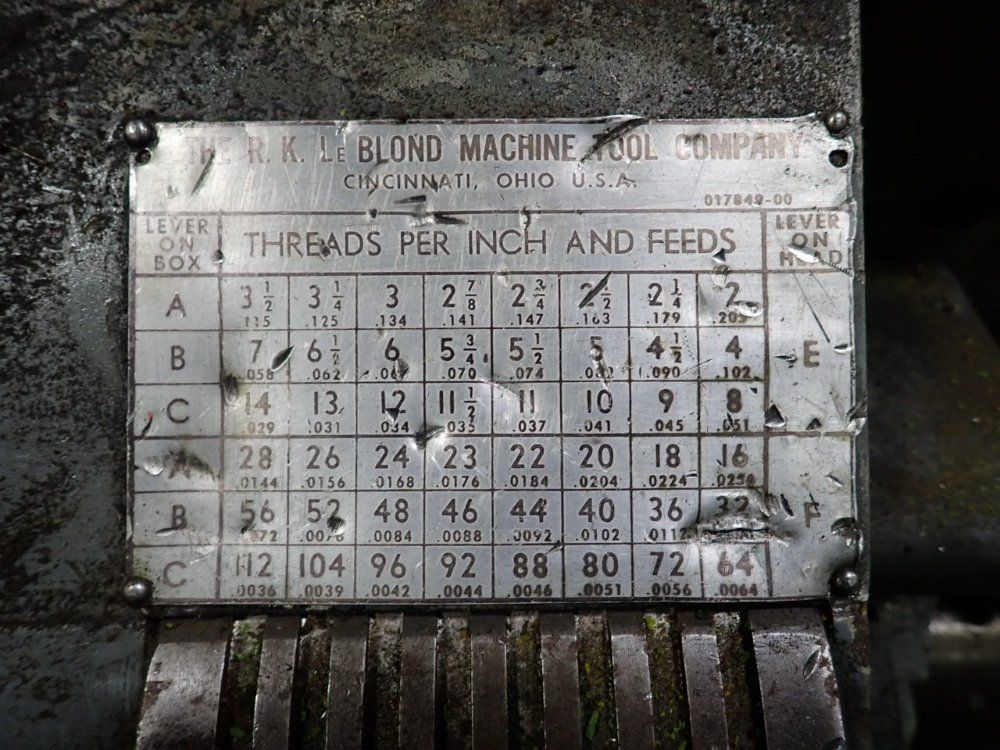 THE R. K. LE BLOND MACHINE TOOL COMPANY
CINCINNATI, OHIO U.S.A.
017849-00
LEVER ON BOX THREADS PER INCH AND FEEDS LEVER ON HEAD
A 3 1/2 3 1/4 3 2 7/8 2 3/4 2 1/2 2 1/4 2
.115 .125 .134 .141 .147 .163 .179 .205
B 7 6 1/2 6 5 3/4 5 1/2 5 4 1/2 4 E
.058 .062 .070 .074 .090 .102
C 14 13 12 11 1/2 11 10 9 8
.029 .031 .034 .035 .037 .041 .045 .051
A 28 26 24 23 22 20 18 16
.0144 .0156 .0168 .0176 .0184 .0204 .0224
B 56 52 48 46 44 40 36 32 F
.0084 .0088 .0092 .0102
C 112 104 96 92 88 80 72 64
.0036 .0039 .0042 .0044 .0046 .0051 .0056 .0064